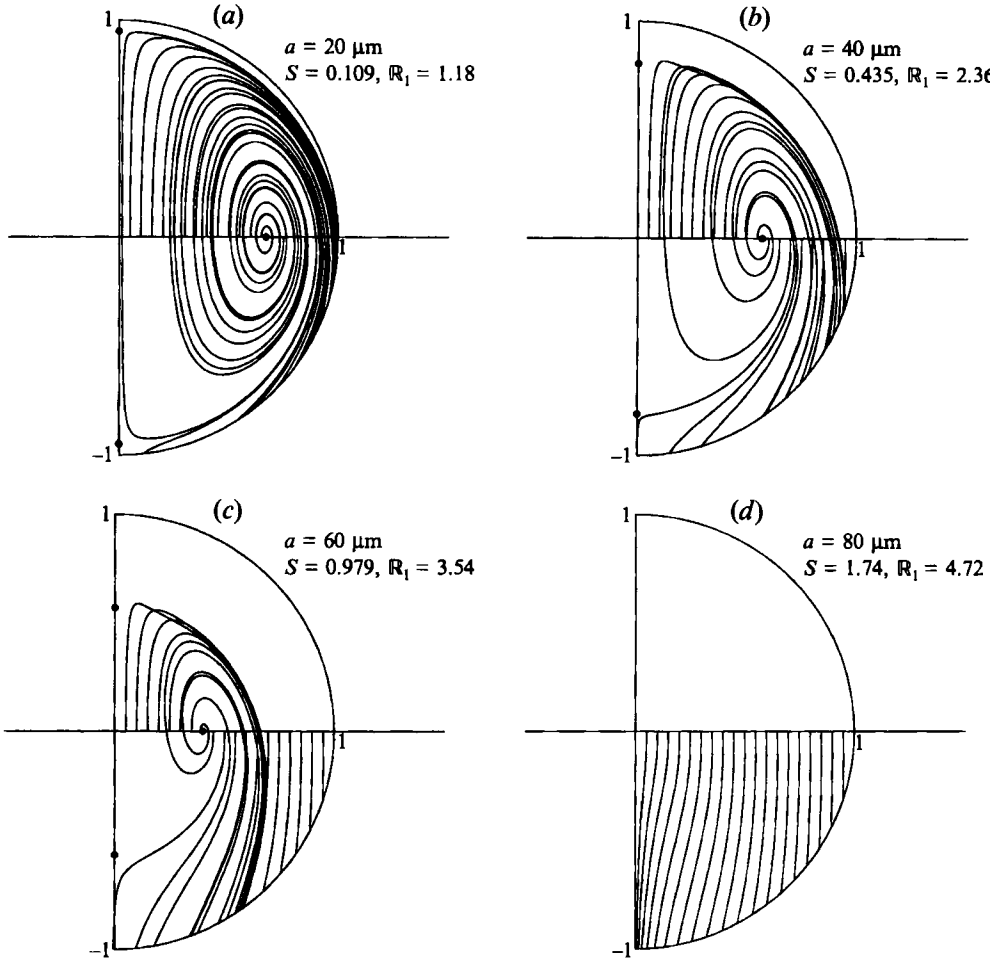 (a)
1
a = 20 μm
S = 0.109, ℝ₁ = 1.18
1
−1
(b)
1
a = 40 μm
S = 0.435, ℝ₁ = 2.36
1
−1
(c)
1
a = 60 μm
S = 0.979, ℝ₁ = 3.54
1
−1
(d)
1
a = 80 μm
S = 1.74, ℝ₁ = 4.72
1
−1